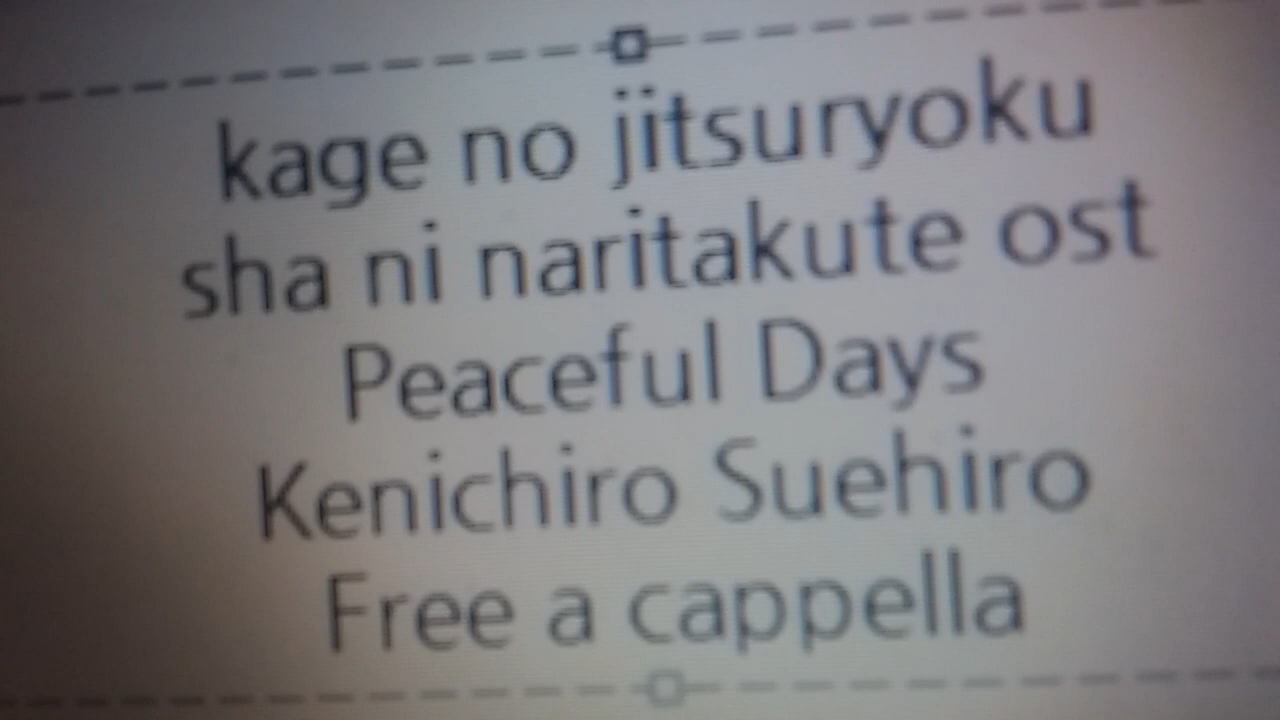 kage no jitsuryoku
sha ni naritakute ost
Peaceful Days
Kenichiro Suehiro
Free a cappella